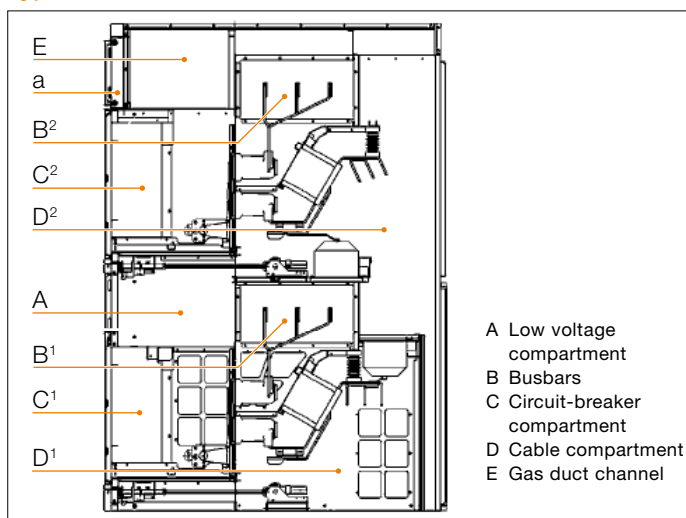 E
a
B²
C²
D²
A
B¹
C¹
D¹
A Low voltage
compartment
B Busbars
C Circuit-breaker
compartment
D Cable compartment
E Gas duct channel